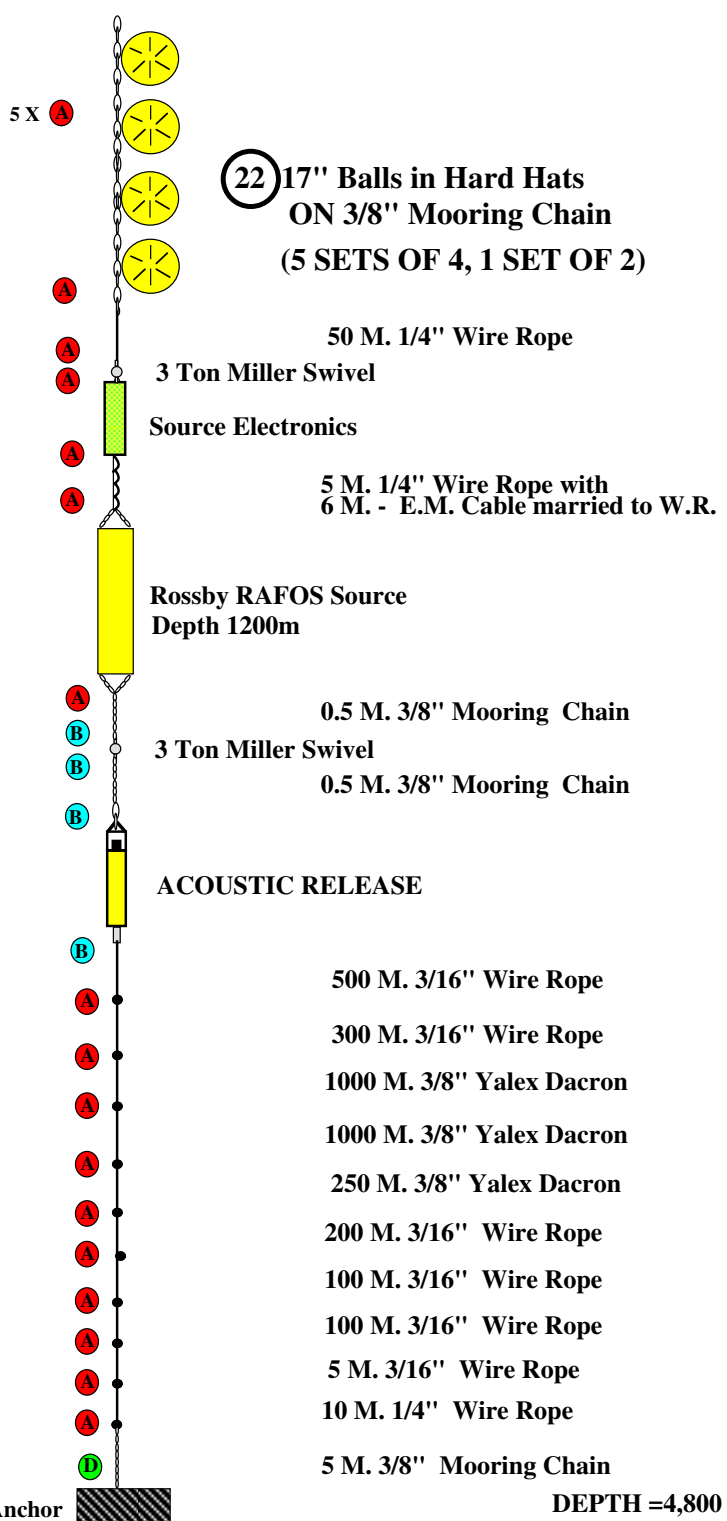 5 X A
22 17" Balls in Hard Hats
ON 3/8" Mooring Chain
(5 SETS OF 4, 1 SET OF 2)
A
50 M. 1/4" Wire Rope
A
3 Ton Miller Swivel
A
Source Electronics
A
5 M. 1/4" Wire Rope with
A
6 M. - E.M. Cable married to W.R.
Rossby RAFOS Source
Depth 1200m
A
0.5 M. 3/8" Mooring Chain
B
3 Ton Miller Swivel
B
0.5 M. 3/8" Mooring Chain
B
ACOUSTIC RELEASE
B
500 M. 3/16" Wire Rope
A
300 M. 3/16" Wire Rope
A
1000 M. 3/8" Yalex Dacron
A
1000 M. 3/8" Yalex Dacron
A
250 M. 3/8" Yalex Dacron
A
200 M. 3/16" Wire Rope
A
100 M. 3/16" Wire Rope
A
100 M. 3/16" Wire Rope
A
5 M. 3/16" Wire Rope
A
10 M. 1/4" Wire Rope
A
5 M. 3/8" Mooring Chain
D
Anchor
DEPTH =4,800